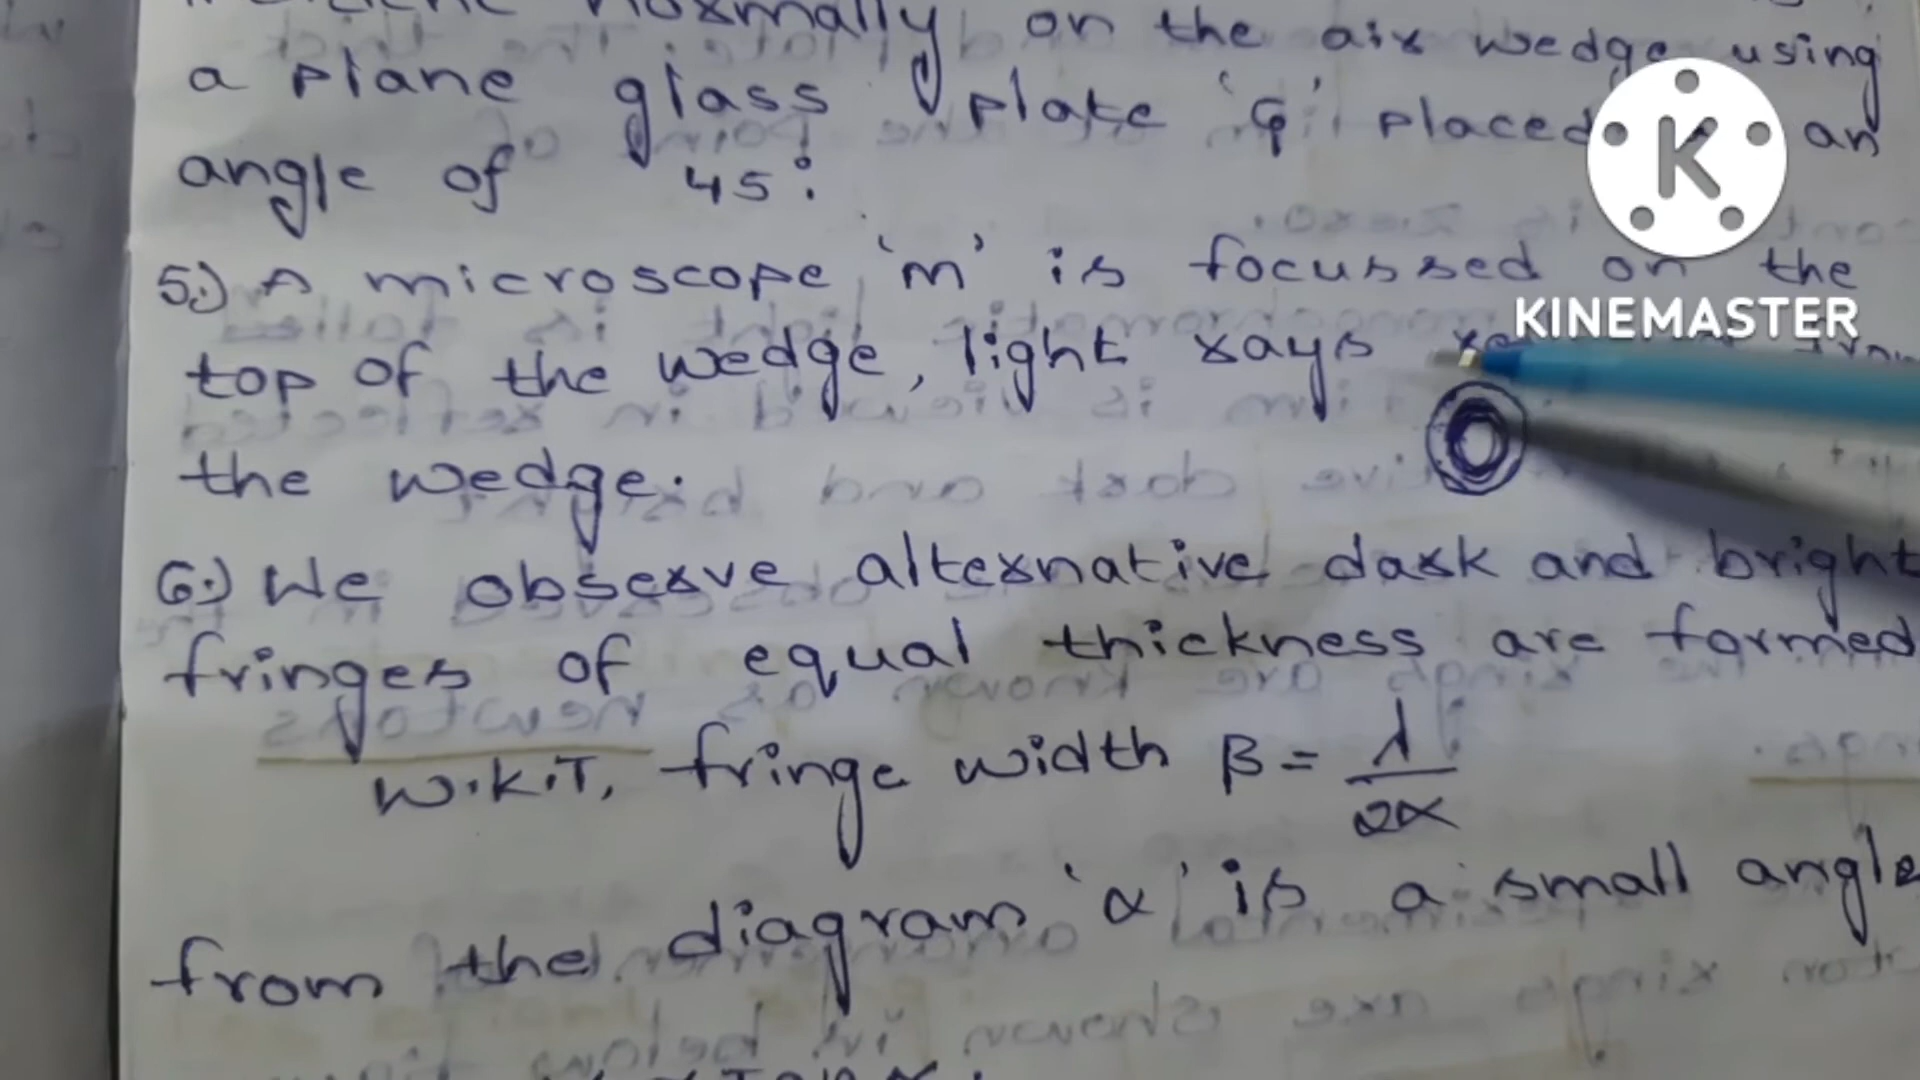 normally on the air wedge using
a plane glass plate 'G' placed an
angle of 45°.
5.) A microscope 'm' is focussed on the
top of the wedge, light rays from
the wedge.
6.) We observe alternative dark and bright
fringes of equal thickness are formed
W.K.T, fringe width β = λ/2α
from the diagram 'α' is a small angle
K
KINEMASTER